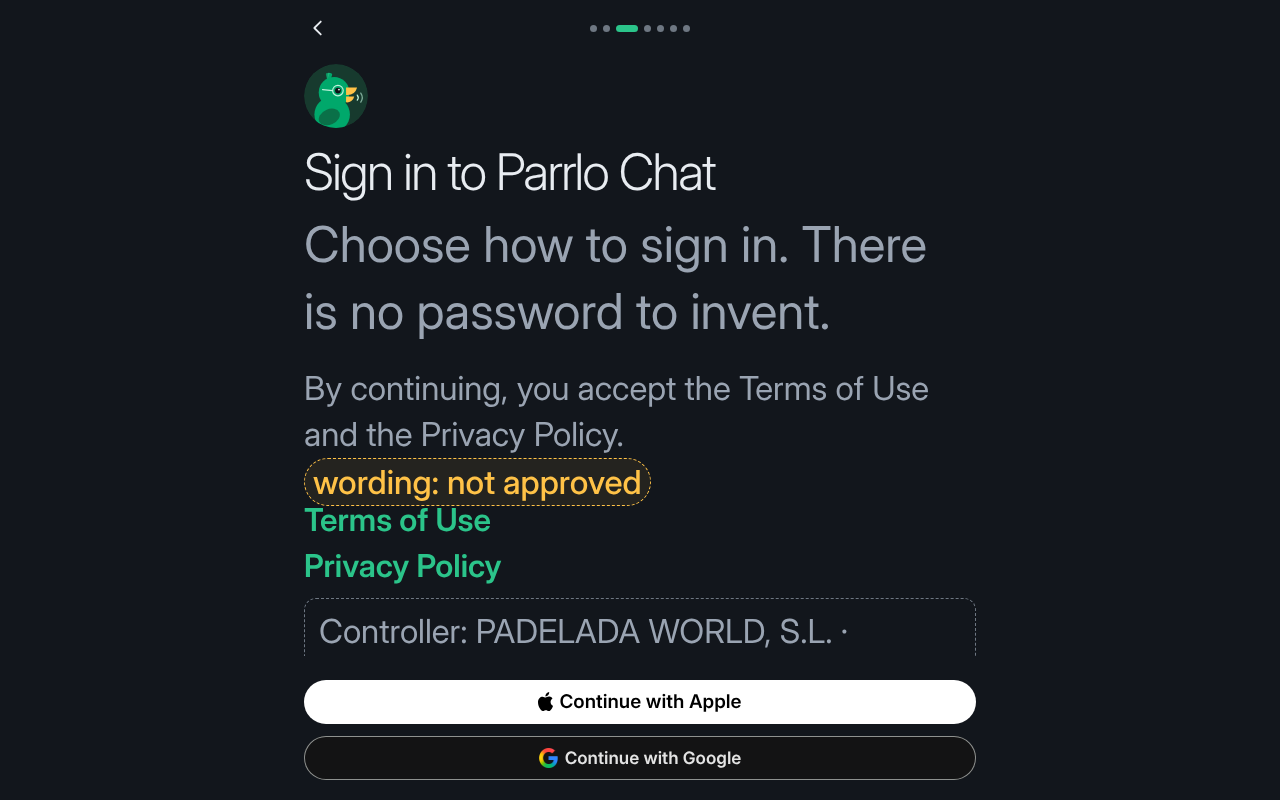 Sign in to Parrlo Chat
Choose how to sign in. There
is no password to invent.
By continuing, you accept the Terms of Use
and the Privacy Policy.
wording: not approved
Terms of Use
Privacy Policy
Controller: PADELADA WORLD, S.L. ·
Continue with Apple
Continue with Google